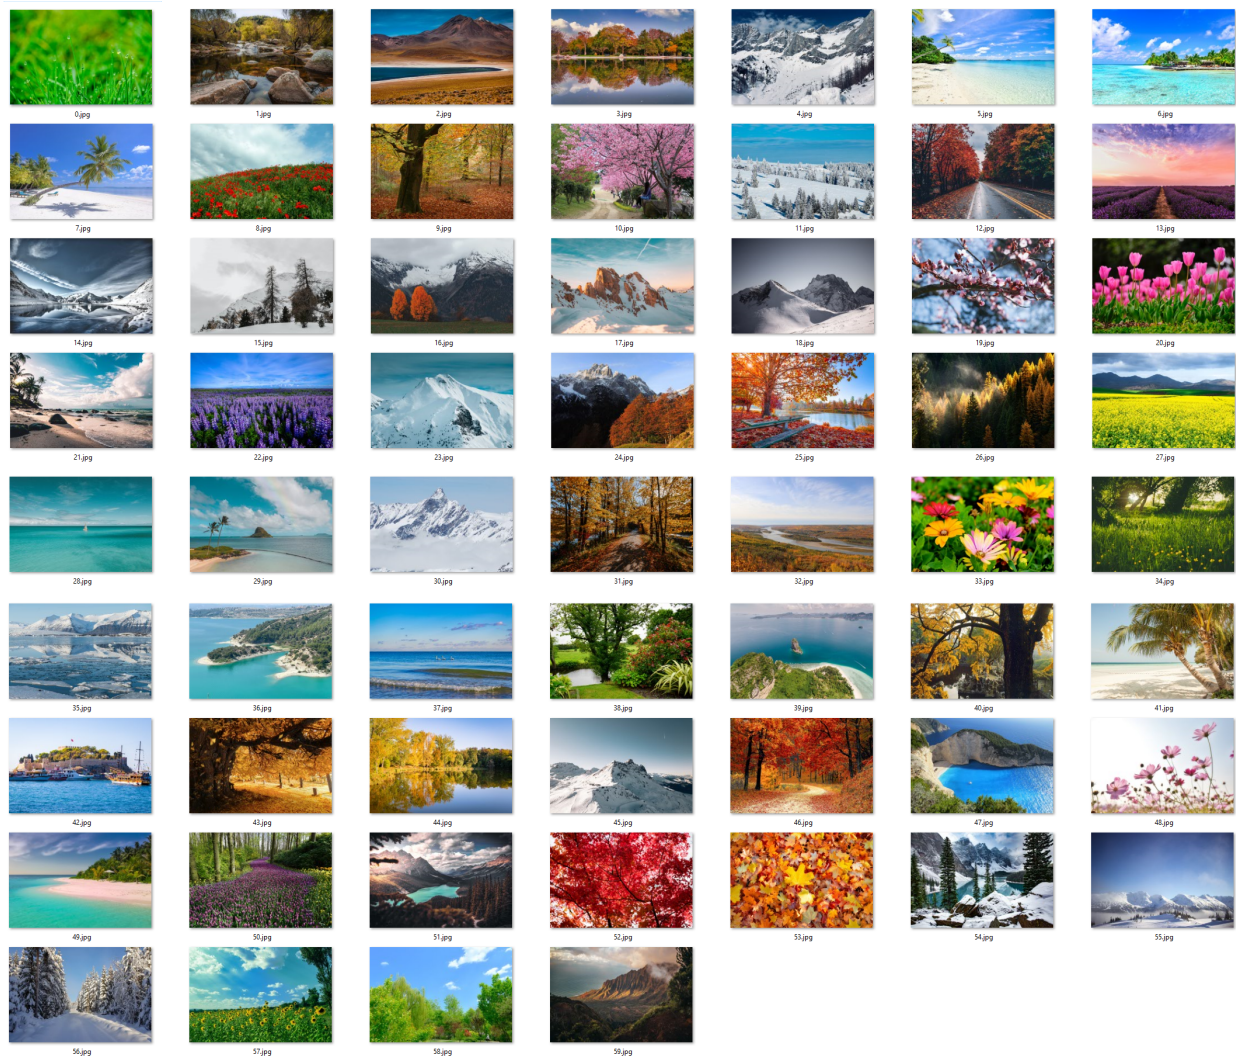 0.jpg 1.jpg 2.jpg 3.jpg 4.jpg 5.jpg 6.jpg
7.jpg 8.jpg 9.jpg 10.jpg 11.jpg 12.jpg 13.jpg
14.jpg 15.jpg 16.jpg 17.jpg 18.jpg 19.jpg 20.jpg
21.jpg 22.jpg 23.jpg 24.jpg 25.jpg 26.jpg 27.jpg
28.jpg 29.jpg 30.jpg 31.jpg 32.jpg 33.jpg 34.jpg
35.jpg 36.jpg 37.jpg 38.jpg 39.jpg 40.jpg 41.jpg
42.jpg 43.jpg 44.jpg 45.jpg 46.jpg 47.jpg 48.jpg
49.jpg 50.jpg 51.jpg 52.jpg 53.jpg 54.jpg 55.jpg
56.jpg 57.jpg 58.jpg 59.jpg